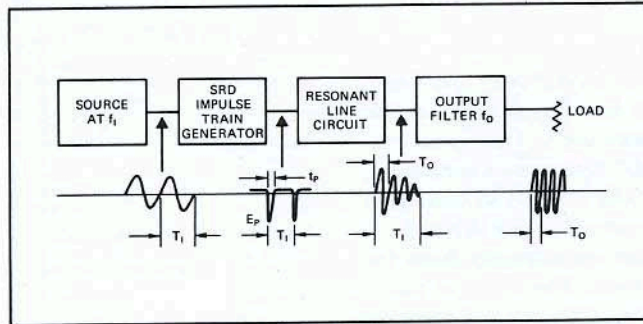 SOURCE
AT f₁
SRD
IMPULSE
TRAIN
GENERATOR
RESONANT
LINE
CIRCUIT
OUTPUT
FILTER f₀
LOAD
tₚ
T₀
Eₚ
T₁
T₁
T₁
T₀